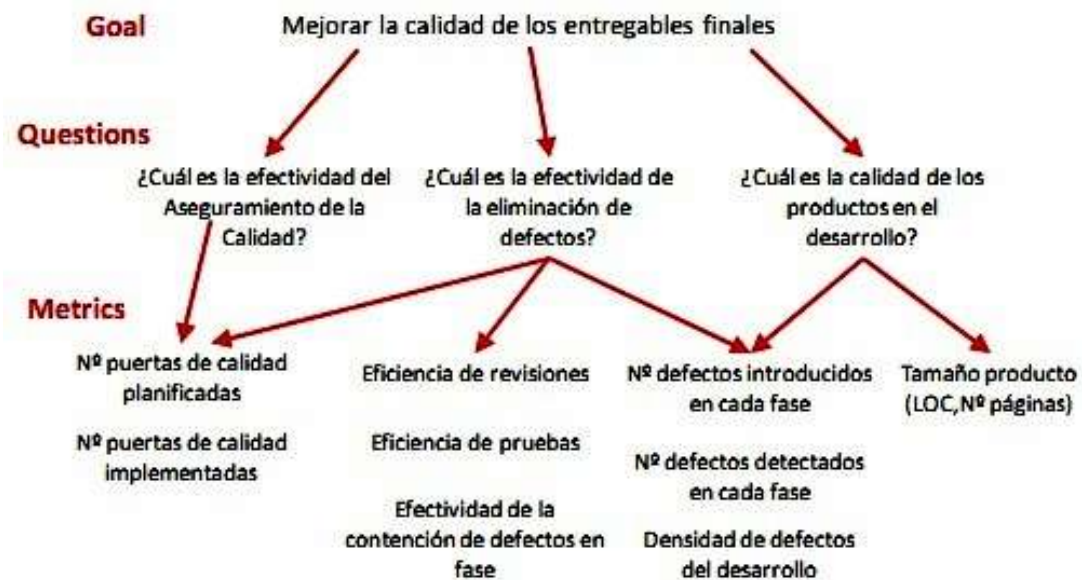 Goal
Mejorar la calidad de los entregables finales
Questions
¿Cuál es la efectividad del
Aseguramiento de la
Calidad?
¿Cuál es la efectividad de
la eliminación de
defectos?
¿Cuál es la calidad de los
productos en el
desarrollo?
Metrics
Nº puertas de calidad
planificadas
Nº puertas de calidad
implementadas
Eficiencia de revisiones
Eficiencia de pruebas
Efectividad de la
contención de defectos en
fase
Nº defectos introducidos
en cada fase
Nº defectos detectados
en cada fase
Densidad de defectos
del desarrollo
Tamaño producto
(LOC,Nº páginas)